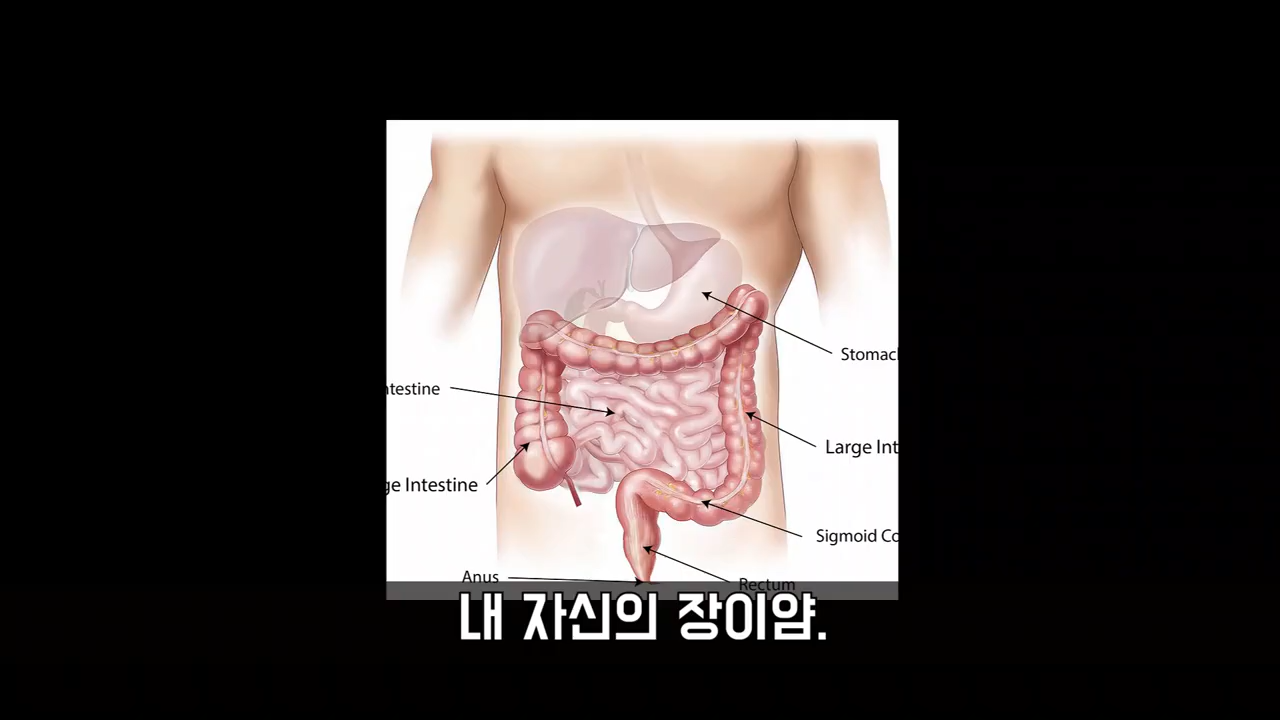 Stomac
ntestine
Large Int
ge Intestine
Sigmoid Co
Anus
Rectum
내 자신의 장이얌.